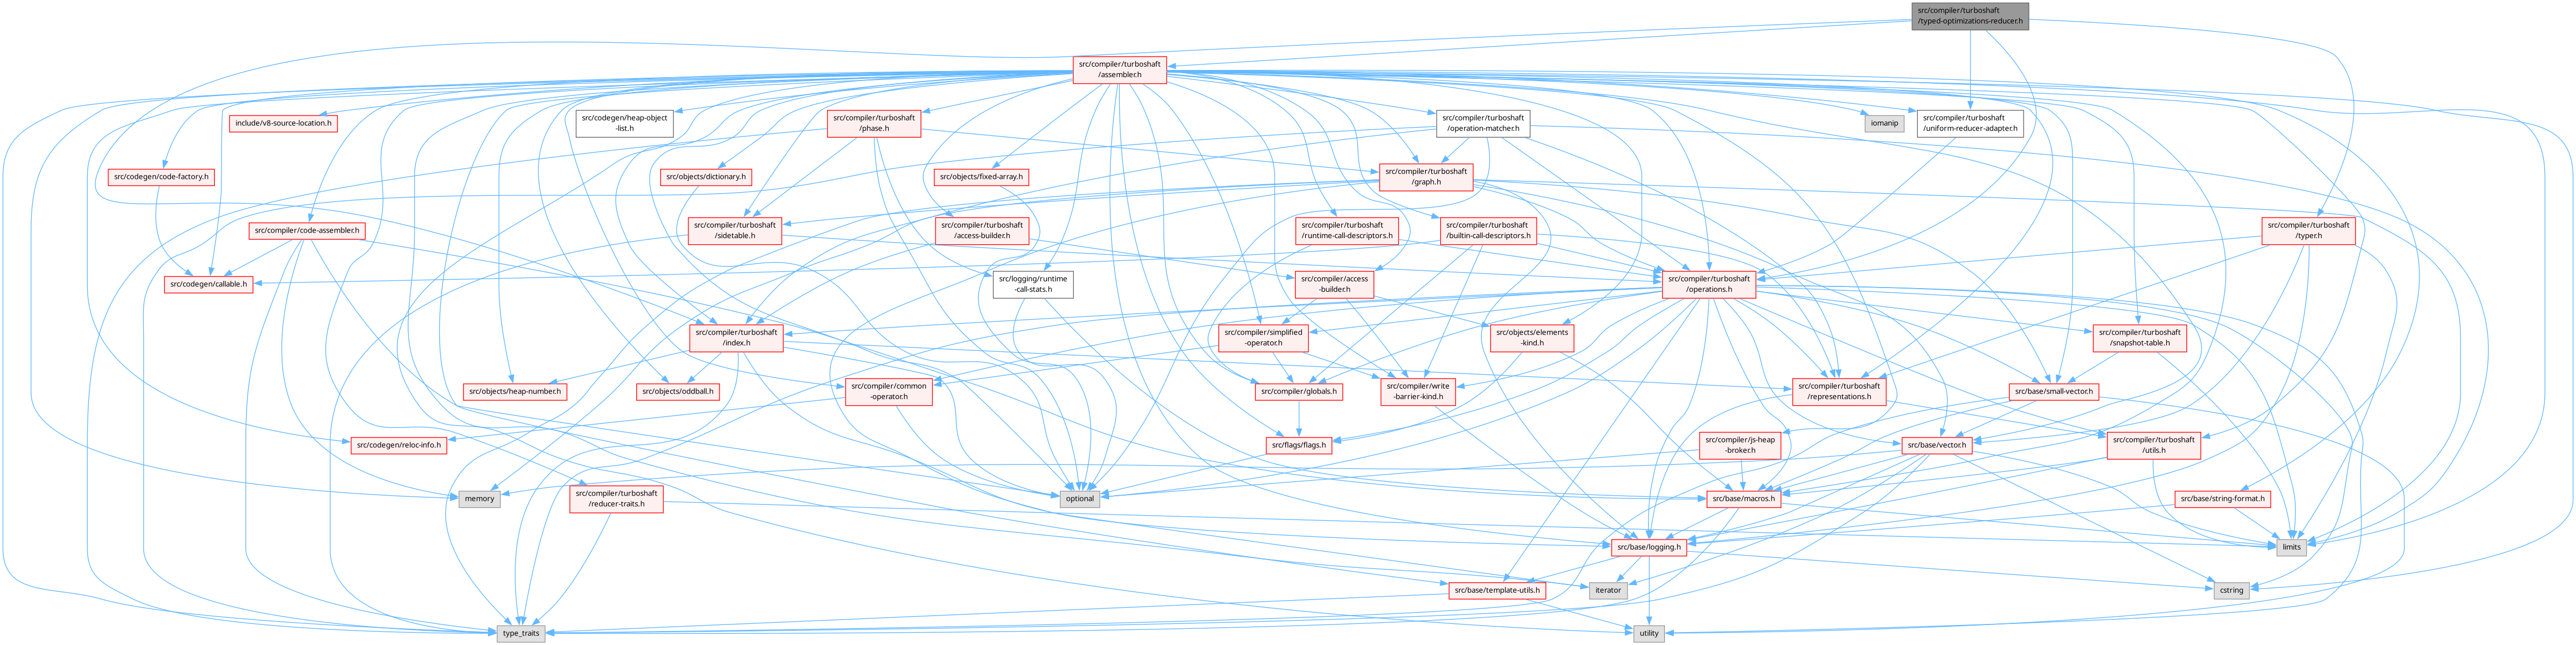 src/compiler/turboshaft
/typed-optimizations-reducer.h
src/compiler/turboshaft
/assembler.h
include/v8-source-location.h
src/codegen/heap-object
-list.h
src/compiler/turboshaft
/phase.h
src/compiler/turboshaft
/operation-matcher.h
iomanip
src/compiler/turboshaft
/uniform-reducer-adapter.h
src/codegen/code-factory.h
src/objects/dictionary.h
src/objects/fixed-array.h
src/compiler/turboshaft
/graph.h
src/compiler/code-assembler.h
src/compiler/turboshaft
/sidetable.h
src/compiler/turboshaft
/access-builder.h
src/compiler/turboshaft
/runtime-call-descriptors.h
src/compiler/turboshaft
/builtin-call-descriptors.h
src/compiler/turboshaft
/typer.h
src/codegen/callable.h
src/logging/runtime
-call-stats.h
src/compiler/access
-builder.h
src/compiler/turboshaft
/operations.h
src/compiler/turboshaft
/index.h
src/compiler/simplified
-operator.h
src/objects/elements
-kind.h
src/compiler/turboshaft
/snapshot-table.h
src/objects/heap-number.h
src/objects/oddball.h
src/compiler/common
-operator.h
src/compiler/globals.h
src/compiler/write
-barrier-kind.h
src/compiler/turboshaft
/representations.h
src/base/small-vector.h
src/codegen/reloc-info.h
src/flags/flags.h
src/compiler/js-heap
-broker.h
src/base/vector.h
src/compiler/turboshaft
/utils.h
memory
src/compiler/turboshaft
/reducer-traits.h
optional
src/base/macros.h
src/base/string-format.h
src/base/logging.h
limits
src/base/template-utils.h
iterator
cstring
type_traits
utility